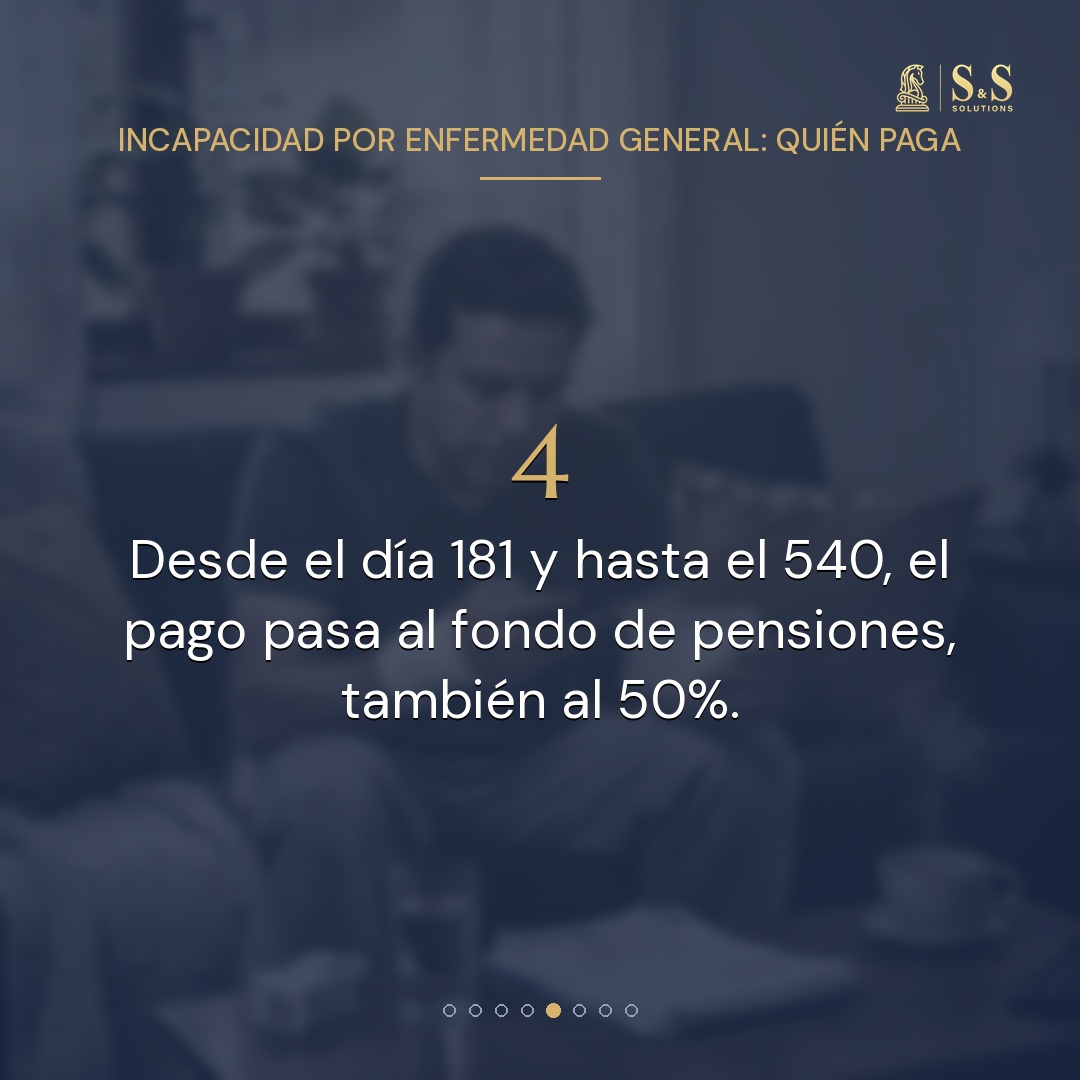 S&S
SOLUTIONS
INCAPACIDAD POR ENFERMEDAD GENERAL: QUIÉN PAGA
4
Desde el día 181 y hasta el 540, el
pago pasa al fondo de pensiones,
también al 50%.